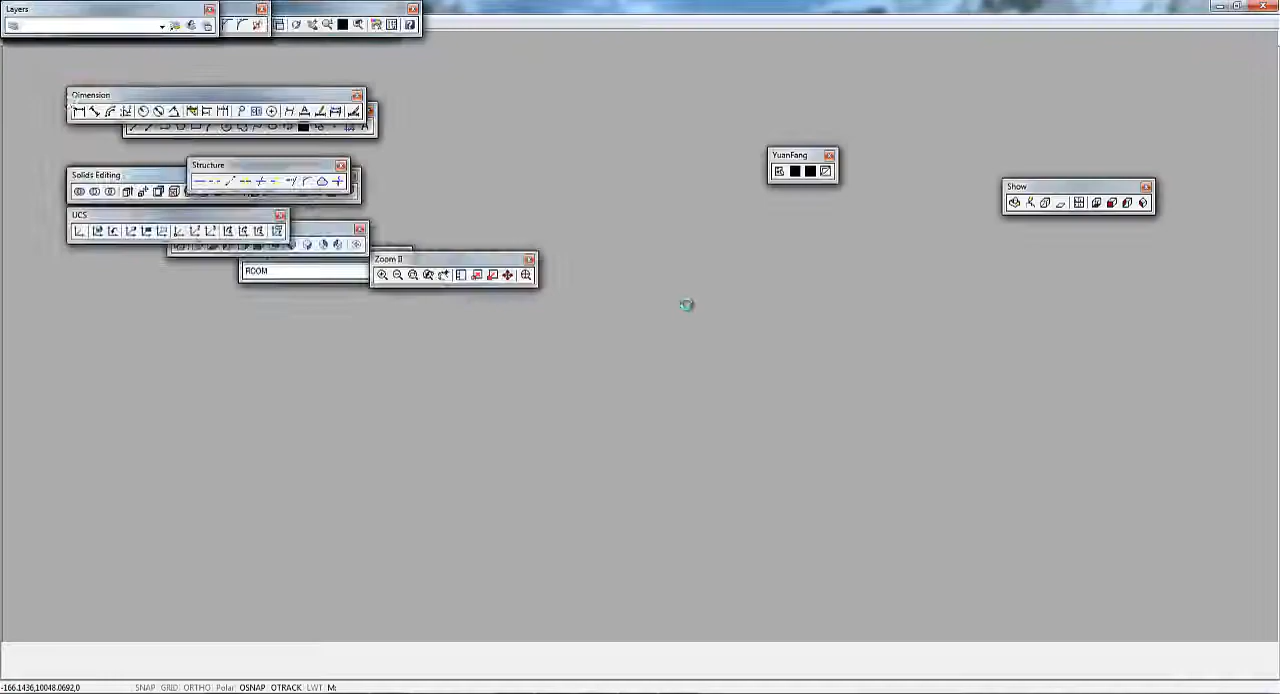 Layers
Dimension
Structure
Solids Editing
UCS
ROOM
Zoom II
YuanFang
Show
-166.1436,10048.0692,0 SNAP GRID ORTHO Polar OSNAP OTRACK LWT M: